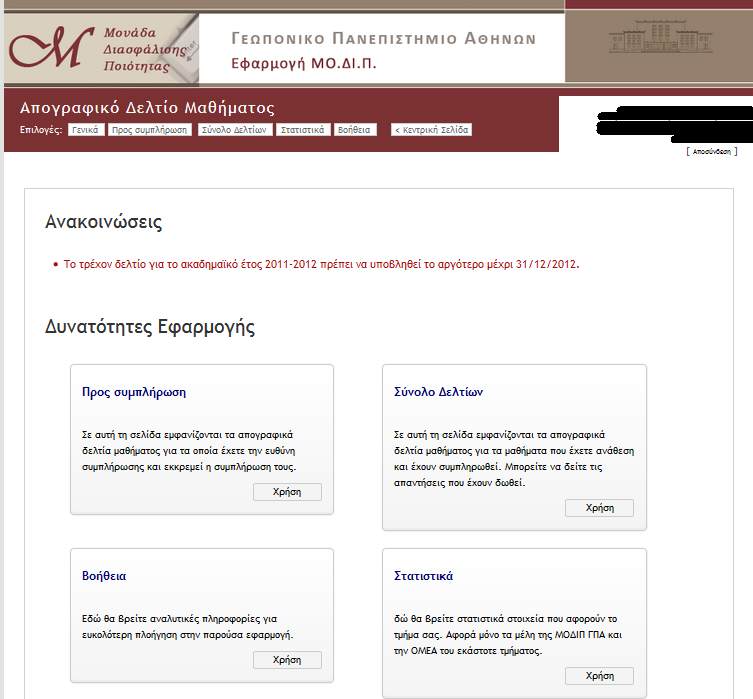 Μονάδα
Διασφάλισης
Ποιότητας
ΓΕΩΠΟΝΙΚΟ ΠΑΝΕΠΙΣΤΗΜΙΟ ΑΘΗΝΩΝ
Εφαρμογή ΜΟ.ΔΙ.Π.
Απογραφικό Δελτίο Μαθήματος
Επιλογές: Γενικά Προς συμπλήρωση Σύνολο Δελτίων Στατιστικά Βοήθεια < Κεντρική Σελίδα
[ Αποσύνδεση ]
Ανακοινώσεις
• Το τρέχον δελτίο για το ακαδημαϊκό έτος 2011-2012 πρέπει να υποβληθεί το αργότερο μέχρι 31/12/2012.
Δυνατότητες Εφαρμογής
Προς συμπλήρωση
Σε αυτή τη σελίδα εμφανίζονται τα απογραφικά
δελτία μαθήματος για τα οποία έχετε την ευθύνη
συμπλήρωσης και εκκρεμεί η συμπλήρωση τους.
Χρήση
Σύνολο Δελτίων
Σε αυτή τη σελίδα εμφανίζονται τα απογραφικά
δελτία μαθήματος για τα μαθήματα που έχετε ανάθεση
και έχουν συμπληρωθεί. Μπορείτε να δείτε τις
απαντήσεις που έχουν δωθεί.
Χρήση
Βοήθεια
Εδώ θα βρείτε αναλυτικές πληροφορίες για
ευκολότερη πλοήγηση στην παρούσα εφαρμογή.
Χρήση
Στατιστικά
δώ θα βρείτε στατιστικά στοιχεία που αφορούν το
τμήμα σας. Αφορά μόνο τα μέλη της ΜΟΔΙΠ ΓΠΑ και
την ΟΜΕΑ του εκάστοτε τμήματος.
Χρήση